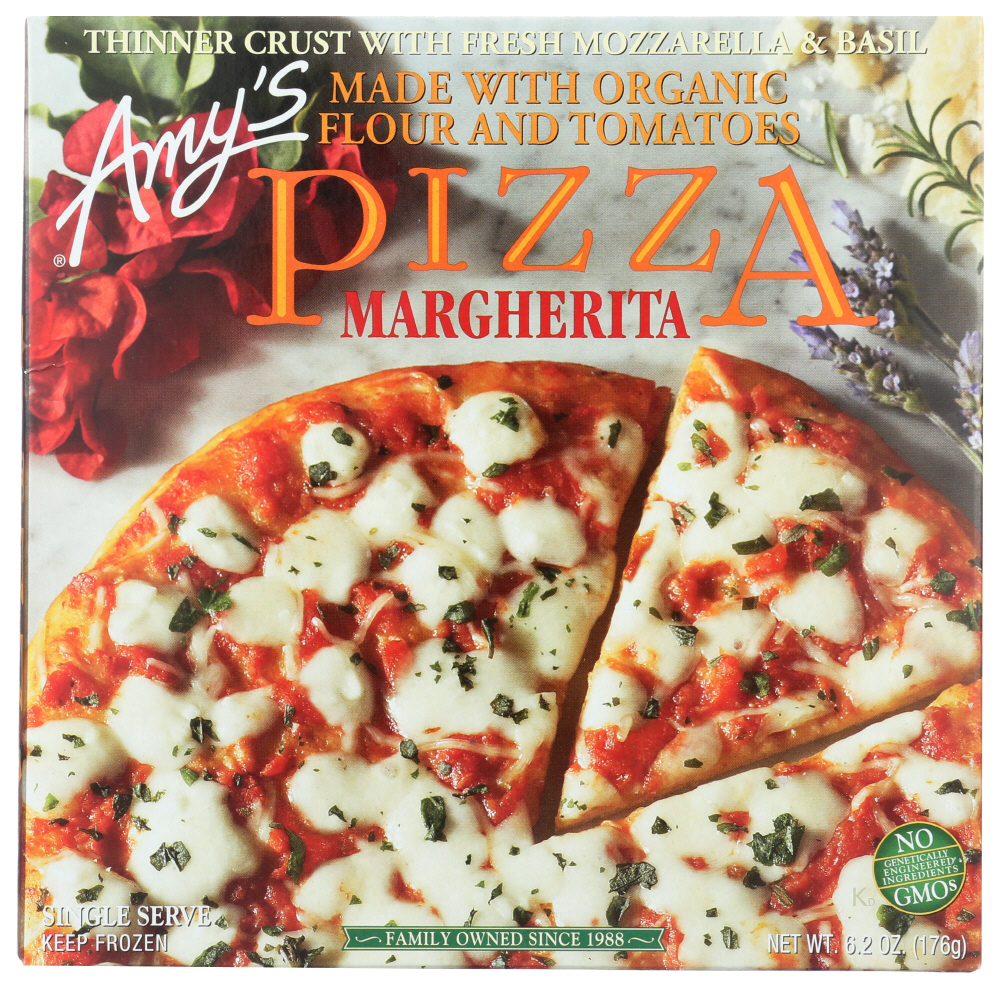 THINNER CRUST WITH FRESH MOZZARELLA & BASIL
Amy's
®
MADE WITH ORGANIC
FLOUR AND TOMATOES
PIZZA
MARGHERITA
NO
GENETICALLY
ENGINEERED
INGREDIENTS
GMOs
KD
SINGLE SERVE
KEEP FROZEN
FAMILY OWNED SINCE 1988
NET WT. 6.2 OZ. (176g)